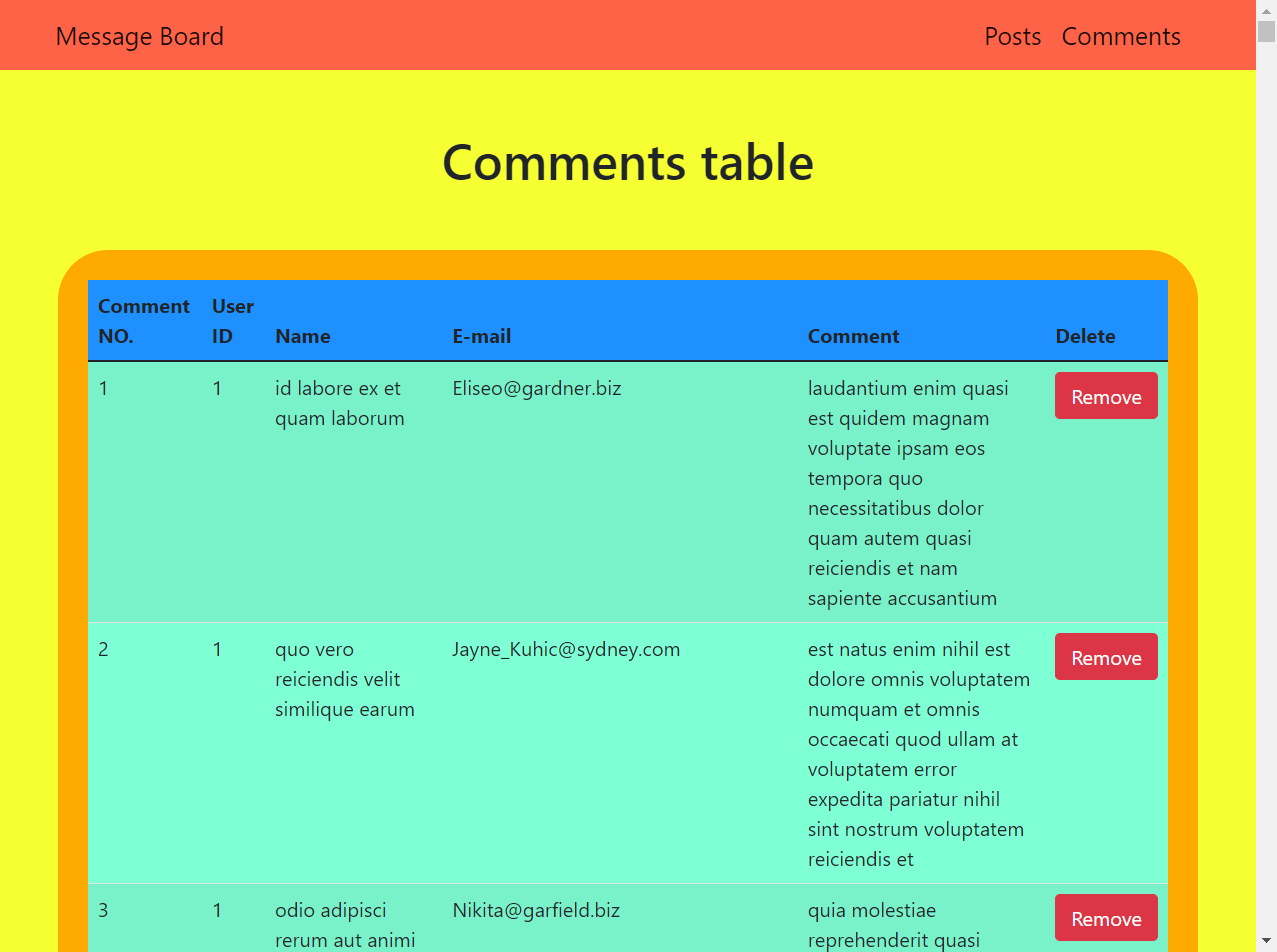 Message Board
Posts Comments
Comments table
Comment NO. User ID Name E-mail Comment Delete
1 1 id labore ex et quam laborum Eliseo@gardner.biz laudantium enim quasi est quidem magnam voluptate ipsam eos tempora quo necessitatibus dolor quam autem quasi reiciendis et nam sapiente accusantium Remove
2 1 quo vero reiciendis velit similique earum Jayne_Kuhic@sydney.com est natus enim nihil est dolore omnis voluptatem numquam et omnis occaecati quod ullam at voluptatem error expedita pariatur nihil sint nostrum voluptatem reiciendis et Remove
3 1 odio adipisci rerum aut animi Nikita@garfield.biz quia molestiae reprehenderit quasi Remove